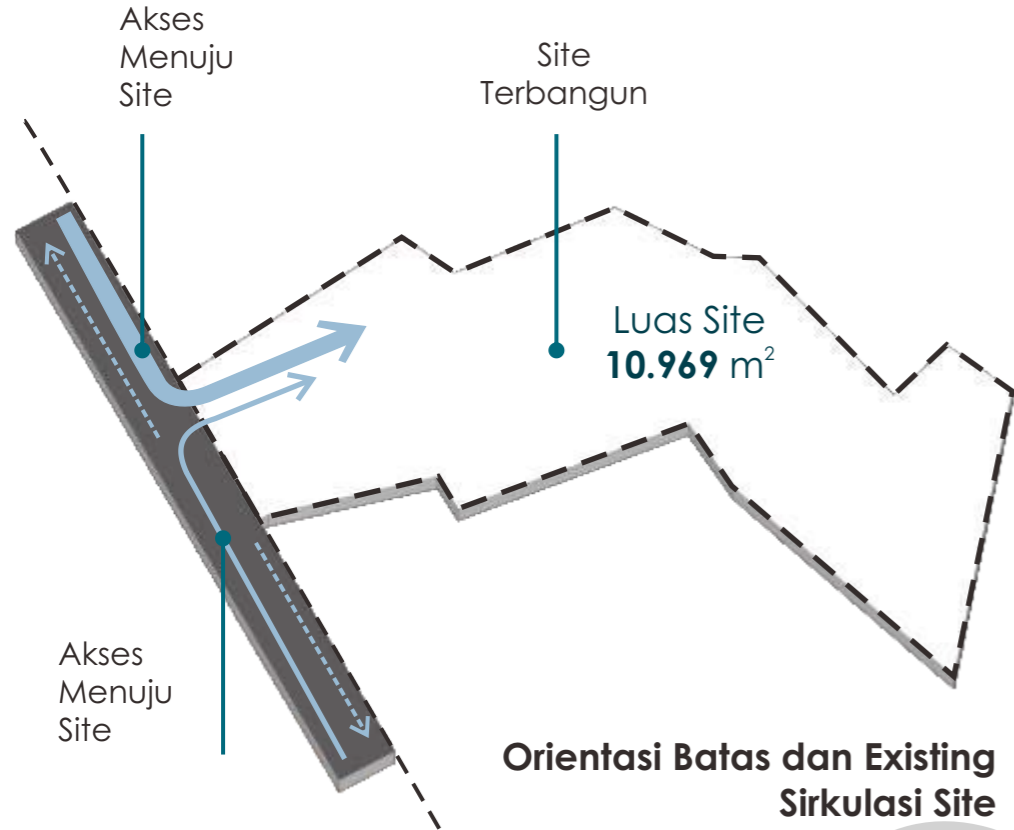 Akses
Menuju
Site
Site
Terbangun
Luas Site
10.969 m²
Akses
Menuju
Site
Orientasi Batas dan Existing
Sirkulasi Site